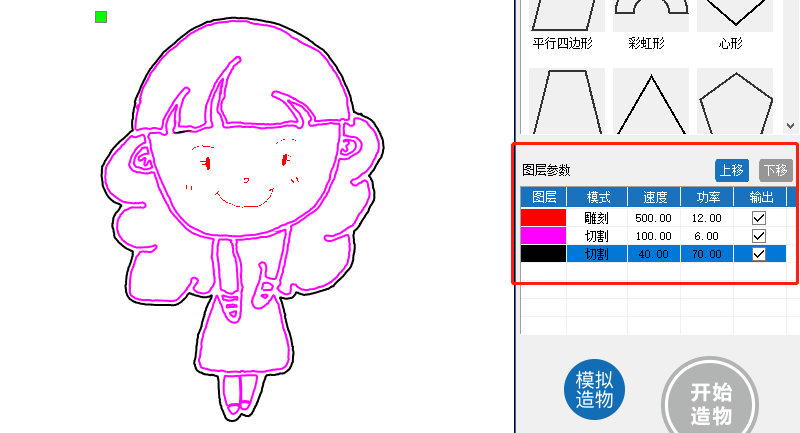 平行四边形 彩虹形 心形
图层参数 上移 下移
图层 模式 速度 功率 输出
雕刻 500.00 12.00
切割 100.00 6.00
切割 40.00 70.00
模拟
造物
开始
造物